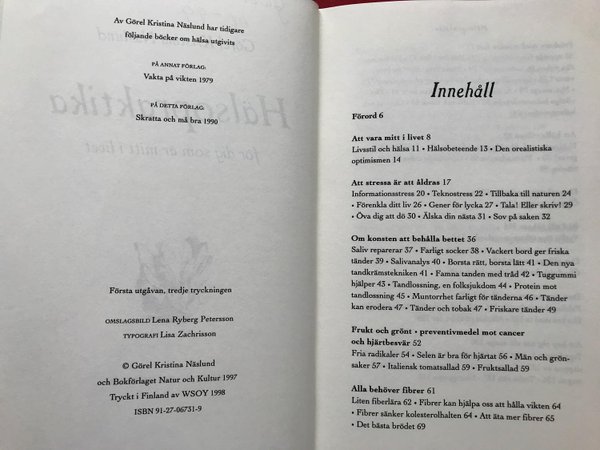 Av Görel Kristina Näslund har tidigare
följande böcker om hälsa utgivits
PÅ ANNAT FÖRLAG:
Vakta på vikten 1979
PÅ DETTA FÖRLAG:
Skratta och må bra 1990
Första utgåvan, tredje tryckningen
OMSLAGSBILD Lena Ryberg Petersson
TYPOGRAFI Lisa Zachrisson
© Görel Kristina Näslund
och Bokförlaget Natur och Kultur 1997
Tryckt i Finland av WSOY 1998
ISBN 91-27-06731-9
Innehåll
Förord 6
Att vara mitt i livet 8
Livsstil och hälsa 11 • Hälsobeteende 13 • Den orealistiska
optimismen 14
Att stressa är att åldras 17
Informationsstress 20 • Teknostress 22 • Tillbaka till naturen 24
• Förenkla ditt liv 26 • Gener för lycka 27 • Tala! Eller skriv! 29
• Öva dig att dö 30 • Älska din nästa 31 • Sov på saken 32
Om konsten att behålla bettet 36
Saliv reparerar 37 • Farligt socker 38 • Vackert bord ger friska
tänder 39 • Salivanalys 40 • Borsta rätt, borsta lätt 41 • Den nya
tandkrämstekniken 41 • Famna tanden med tråd 42 • Tuggummi
hjälper 43 • Tandlossning, en folksjukdom 44 • Protein mot
tandlossning 45 • Muntorrhet farligt för tänderna 46 • Tänder
kan erodera 47 • Tänder och tobak 47 • Friskare tänder 49
Frukt och grönt • preventivmedel mot cancer
och hjärtbesvär 52
Fria radikaler 54 • Selen är bra för hjärtat 56 • Män och grön-
saker 57 • Italiensk tomatsallad 59 • Fruktsallad 59
Alla behöver fibrer 61
Liten fiberlära 62 • Fibrer kan hjälpa oss att hålla vikten 64
• Fibrer sänker kolesterolhalten 64 • Att äta mer fibrer 65
• Det bästa brödet 69